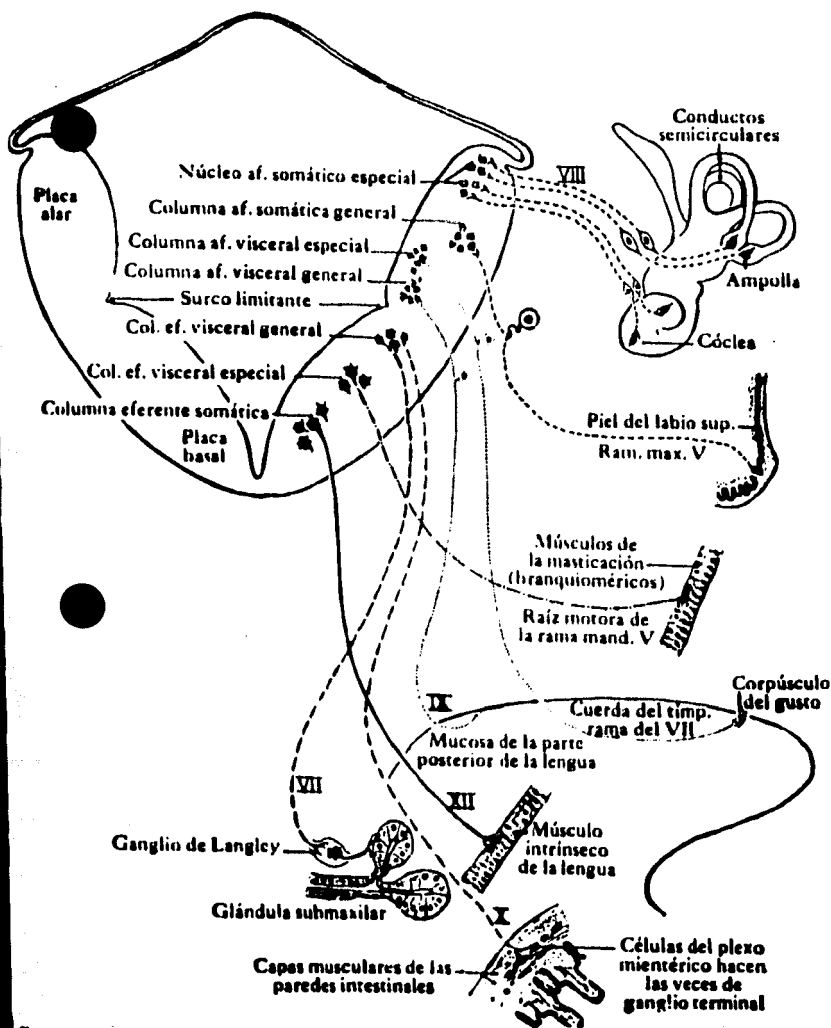 Conductos
semicirculares
VIII
Núcleo af. somático especial
Placa
alar
Columna af. somática general
Columna af. visceral especial
Columna af. visceral general
Ampolla
Surco limitante
Col. ef. visceral general
Cóclea
Col. ef. visceral especial
Columna eferente somática
Placa
basal
Piel del labio sup.
Ram. max. V
Músculos de
la masticación
(branquioméricos)
Raíz motora de
la rama mand. V
Corpúsculo
del gusto
IX
Cuerda del timp.
rama del VII
Mucosa de la parte
posterior de la lengua
VII
XII
Ganglio de Langley
Músculo
intrínseco
de la lengua
Glándula submaxilar
X
Capas musculares de las
paredes intestinales
Células del plexo
mientérico hacen
las veces de
ganglio terminal